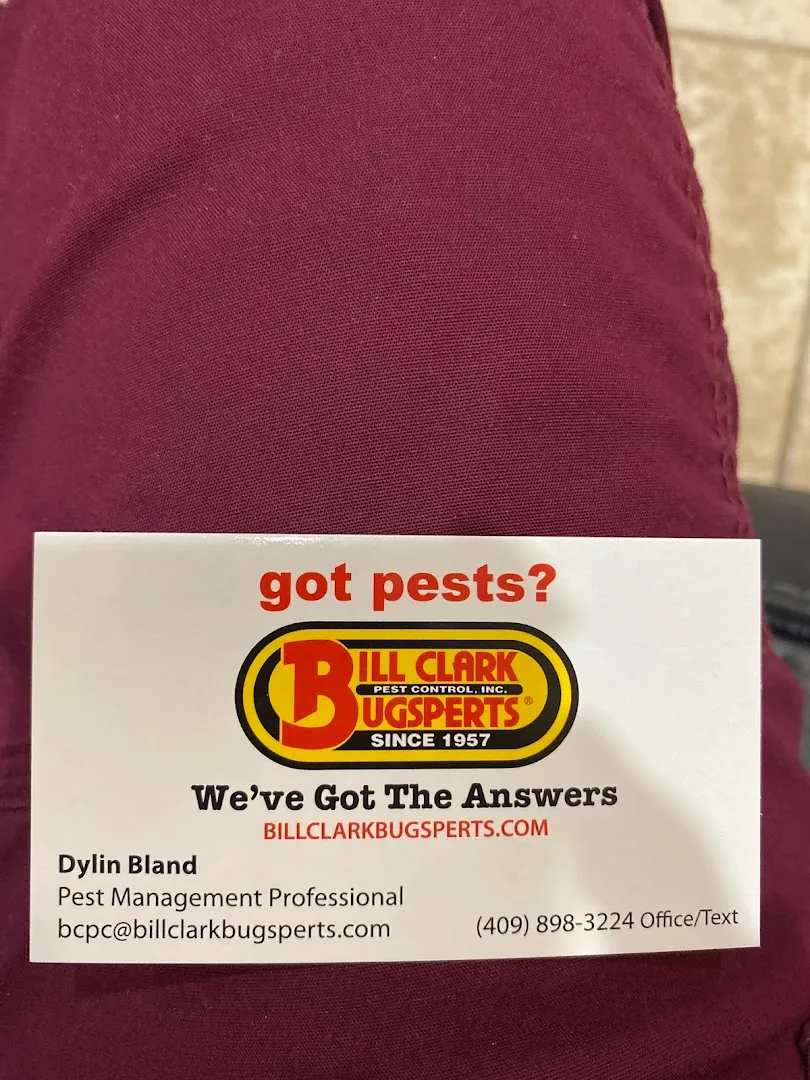 got pests?
BILL CLARK
PEST CONTROL, INC.
BUGSPERTS®
SINCE 1957
We've Got The Answers
BILLCLARKBUGSPERTS.COM
Dylin Bland
Pest Management Professional
bcpc@billclarkbugsperts.com
(409) 898-3224 Office/Text